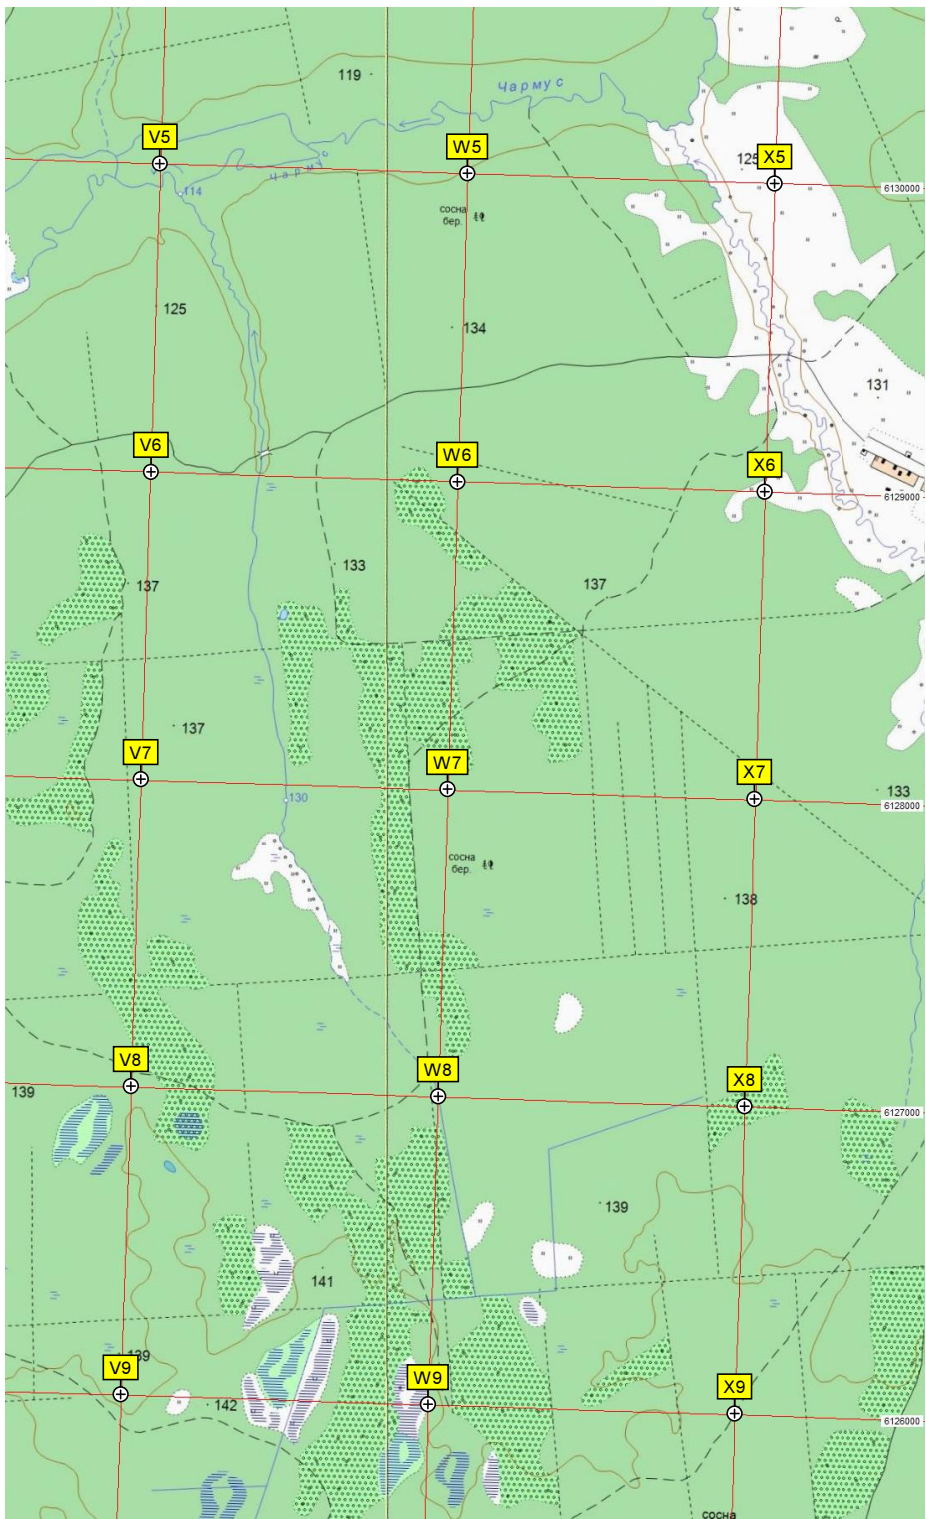 119
Чармус
V5
W5
125
X5
Чармус
114
6130000
сосна
бер.
125
134
131
V6
W6
X6
6129000
133
137
137
137
V7
W7
X7
130
133
6128000
сосна
бер.
138
V8
W8
X8
139
6127000
139
141
139
V9
W9
X9
142
6126000
сосна